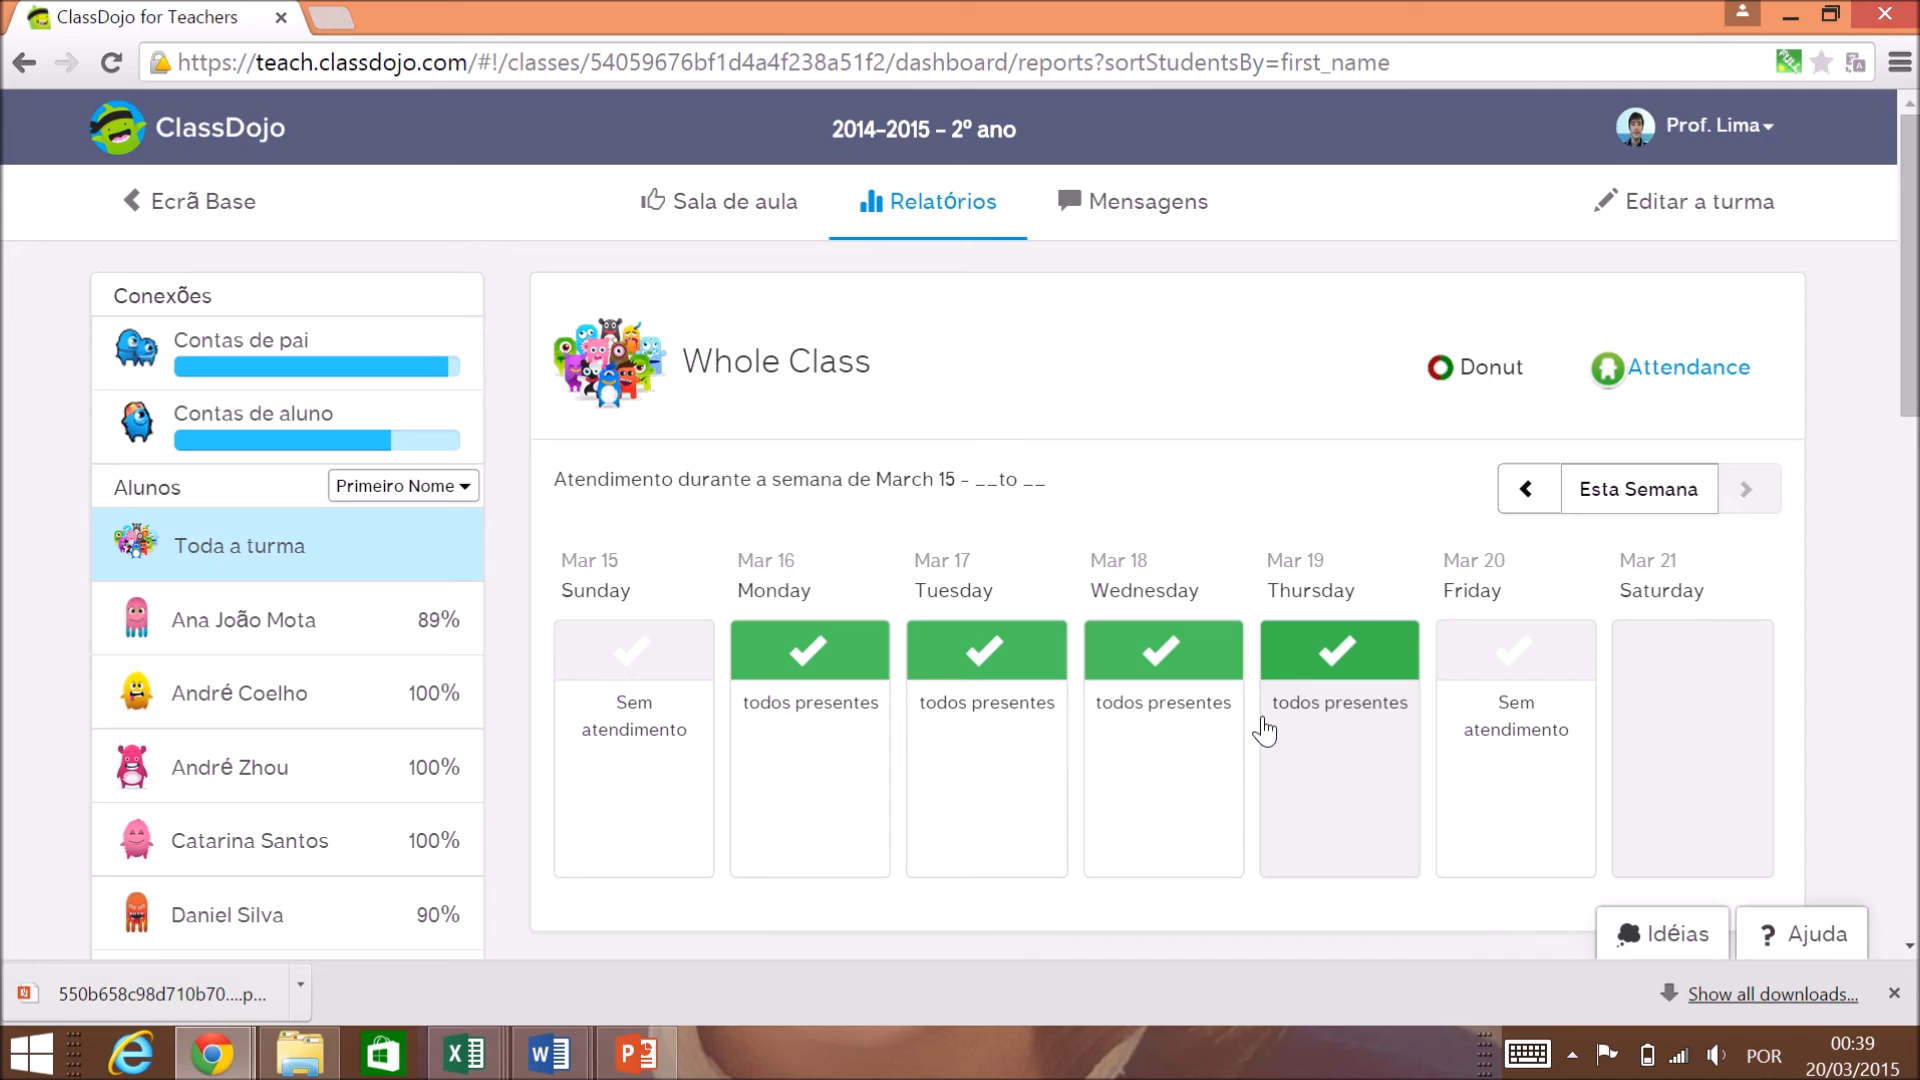 ClassDojo for Teachers
https://teach.classdojo.com/#!/classes/54059676bf1d4a4f238a51f2/dashboard/reports?sortStudentsBy=first_name
ClassDojo
2014-2015 - 2º ano
Prof. Lima
Ecrã Base
Sala de aula
Relatórios
Mensagens
Editar a turma
Conexões
Contas de pai
Contas de aluno
Alunos
Primeiro Nome
Toda a turma
Ana João Mota 89%
André Coelho 100%
André Zhou 100%
Catarina Santos 100%
Daniel Silva 90%
Whole Class
Donut
Attendance
Atendimento durante a semana de March 15 - __to __
Esta Semana
Mar 15 Mar 16 Mar 17 Mar 18 Mar 19 Mar 20 Mar 21
Sunday Monday Tuesday Wednesday Thursday Friday Saturday
Sem todos presentes todos presentes todos presentes todos presentes Sem
atendimento atendimento
Idéias
? Ajuda
550b658c98d710b70....p...
Show all downloads...
POR
00:39
20/03/2015